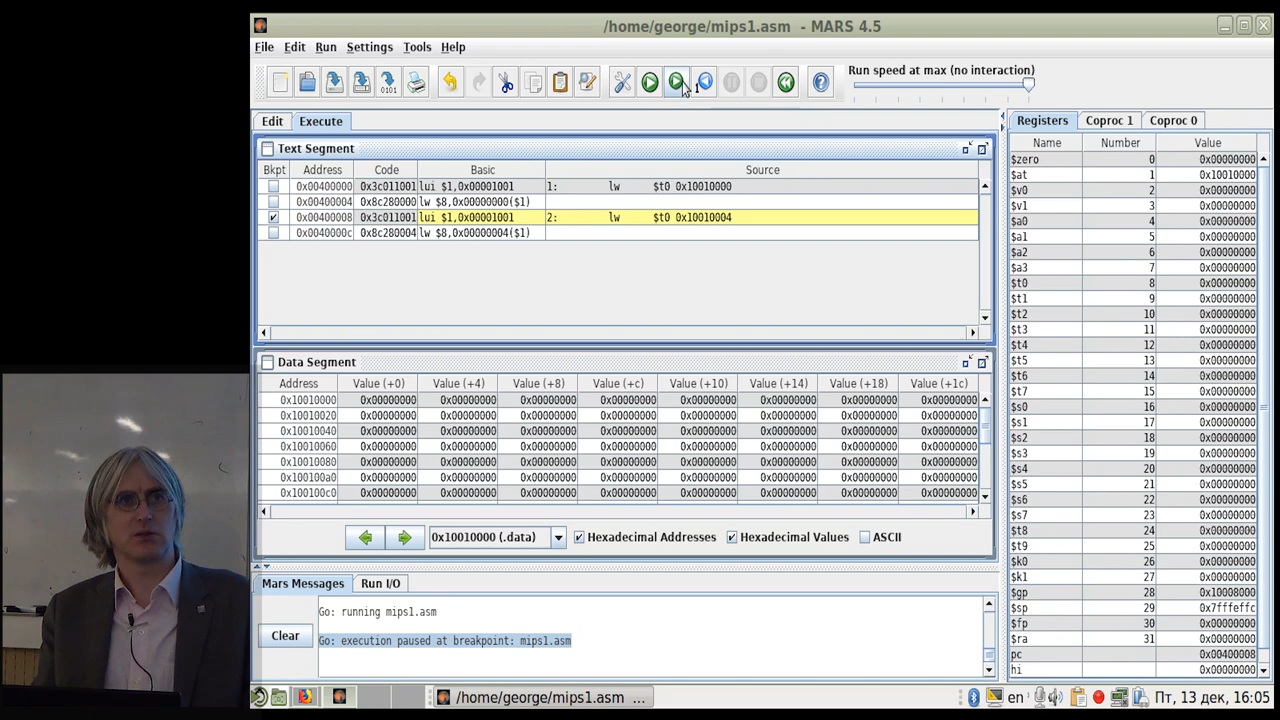 /home/george/mips1.asm - MARS 4.5
File Edit Run Settings Tools Help
Run speed at max (no interaction)
0101 1
Edit Execute
Text Segment
Bkpt Address Code Basic Source
0x00400000 0x3c011001 lui $1,0x00001001 1: lw $t0 0x10010000
0x00400004 0x8c280000 lw $8,0x00000000($1)
0x00400008 0x3c011001 lui $1,0x00001001 2: lw $t0 0x10010004
0x0040000c 0x8c280004 lw $8,0x00000004($1)
Data Segment
Address Value (+0) Value (+4) Value (+8) Value (+c) Value (+10) Value (+14) Value (+18) Value (+1c)
0x10010000 0x00000000 0x00000000 0x00000000 0x00000000 0x00000000 0x00000000 0x00000000 0x00000000
0x10010020 0x00000000 0x00000000 0x00000000 0x00000000 0x00000000 0x00000000 0x00000000 0x00000000
0x10010040 0x00000000 0x00000000 0x00000000 0x00000000 0x00000000 0x00000000 0x00000000 0x00000000
0x10010060 0x00000000 0x00000000 0x00000000 0x00000000 0x00000000 0x00000000 0x00000000 0x00000000
0x10010080 0x00000000 0x00000000 0x00000000 0x00000000 0x00000000 0x00000000 0x00000000 0x00000000
0x100100a0 0x00000000 0x00000000 0x00000000 0x00000000 0x00000000 0x00000000 0x00000000 0x00000000
0x100100c0 0x00000000 0x00000000 0x00000000 0x00000000 0x00000000 0x00000000 0x00000000 0x00000000
0x10010000 (.data) Hexadecimal Addresses Hexadecimal Values ASCII
Mars Messages Run I/O
Go: running mips1.asm
Go: execution paused at breakpoint: mips1.asm
Clear
Registers Coproc 1 Coproc 0
Name Number Value
$zero 0 0x00000000
$at 1 0x10010000
$v0 2 0x00000000
$v1 3 0x00000000
$a0 4 0x00000000
$a1 5 0x00000000
$a2 6 0x00000000
$a3 7 0x00000000
$t0 8 0x00000000
$t1 9 0x00000000
$t2 10 0x00000000
$t3 11 0x00000000
$t4 12 0x00000000
$t5 13 0x00000000
$t6 14 0x00000000
$t7 15 0x00000000
$s0 16 0x00000000
$s1 17 0x00000000
$s2 18 0x00000000
$s3 19 0x00000000
$s4 20 0x00000000
$s5 21 0x00000000
$s6 22 0x00000000
$s7 23 0x00000000
$t8 24 0x00000000
$t9 25 0x00000000
$k0 26 0x00000000
$k1 27 0x00000000
$gp 28 0x10008000
$sp 29 0x7fffeffc
$fp 30 0x00000000
$ra 31 0x00000000
pc 0x00400008
hi 0x00000000
/home/george/mips1.asm ... en Пт, 13 дек, 16:05